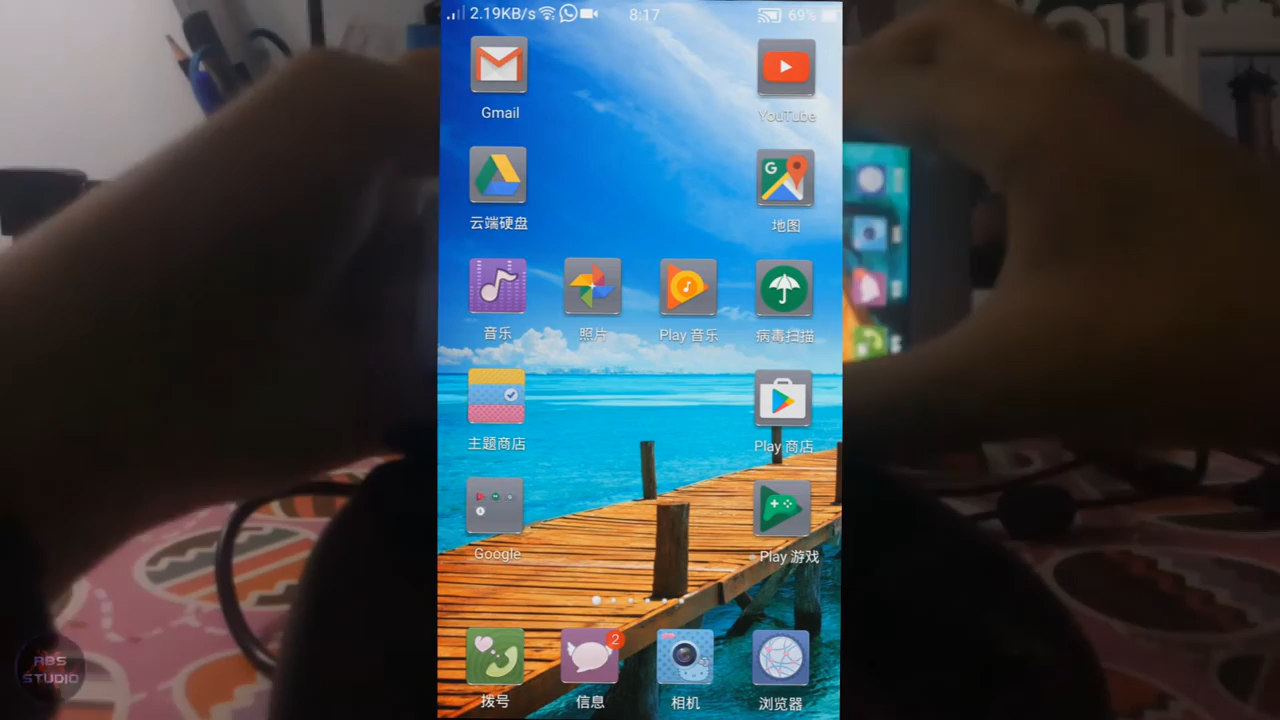 2.19KB/s 8:17 69%
Gmail YouTube
云端硬盘 地图
音乐 照片 Play 音乐 病毒扫描
主题商店 Play 商店
Google Play 游戏
2
拨号 信息 相机 浏览器
You
RBS
STUDIO